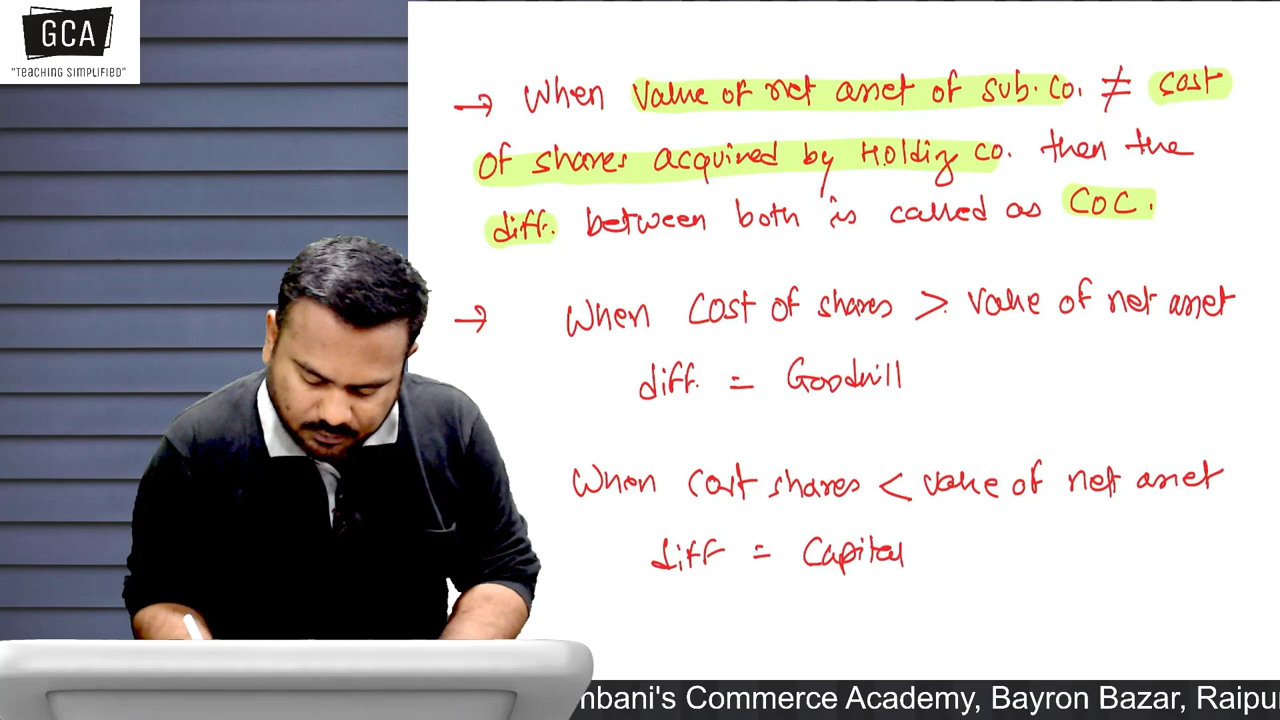 GCA
"TEACHING SIMPLIFIED"
→ When value of net asset of sub. Co. ≠ cost
of shares acquired by Holding co. then the
diff. between both is called as COC.
→ When cost of shares > value of net asset
diff. = Goodwill
When cost shares < value of net asset
diff = Capital
mbani's Commerce Academy, Bayron Bazar, Raipu